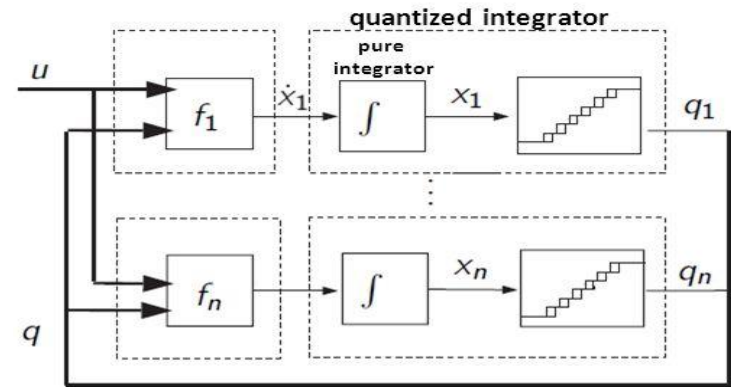 quantized integrator
pure
integrator
u
f₁
ẋ₁
∫
x₁
q₁
⋮
fₙ
∫
xₙ
qₙ
q